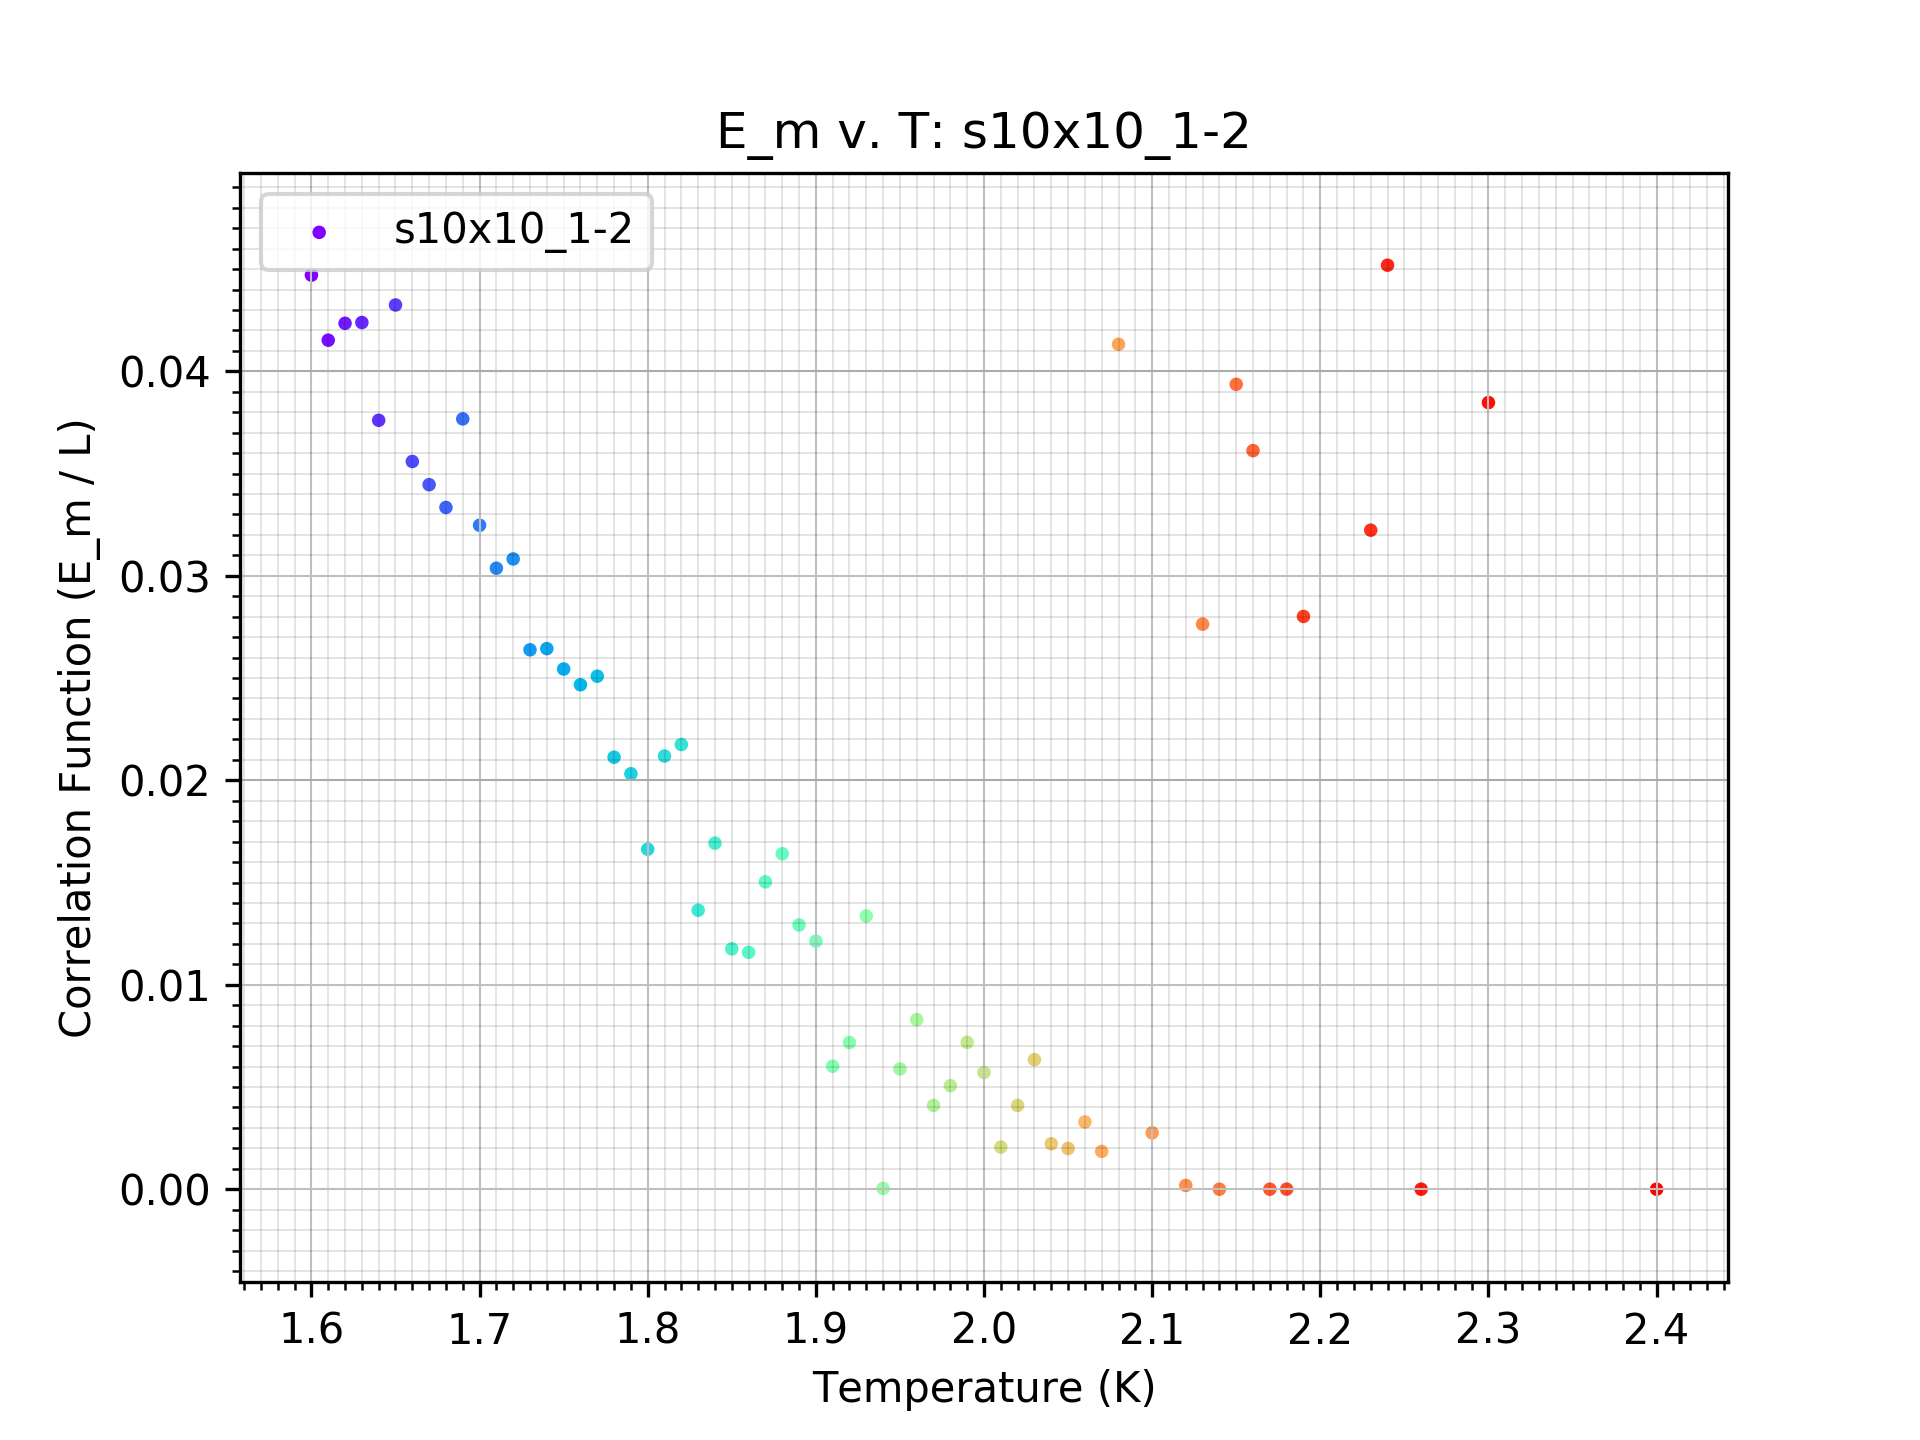 E_m v. T: s10x10_1-2
s10x10_1-2
Correlation Function (E_m / L)
0.04
0.03
0.02
0.01
0.00
1.6 1.7 1.8 1.9 2.0 2.1 2.2 2.3 2.4
Temperature (K)